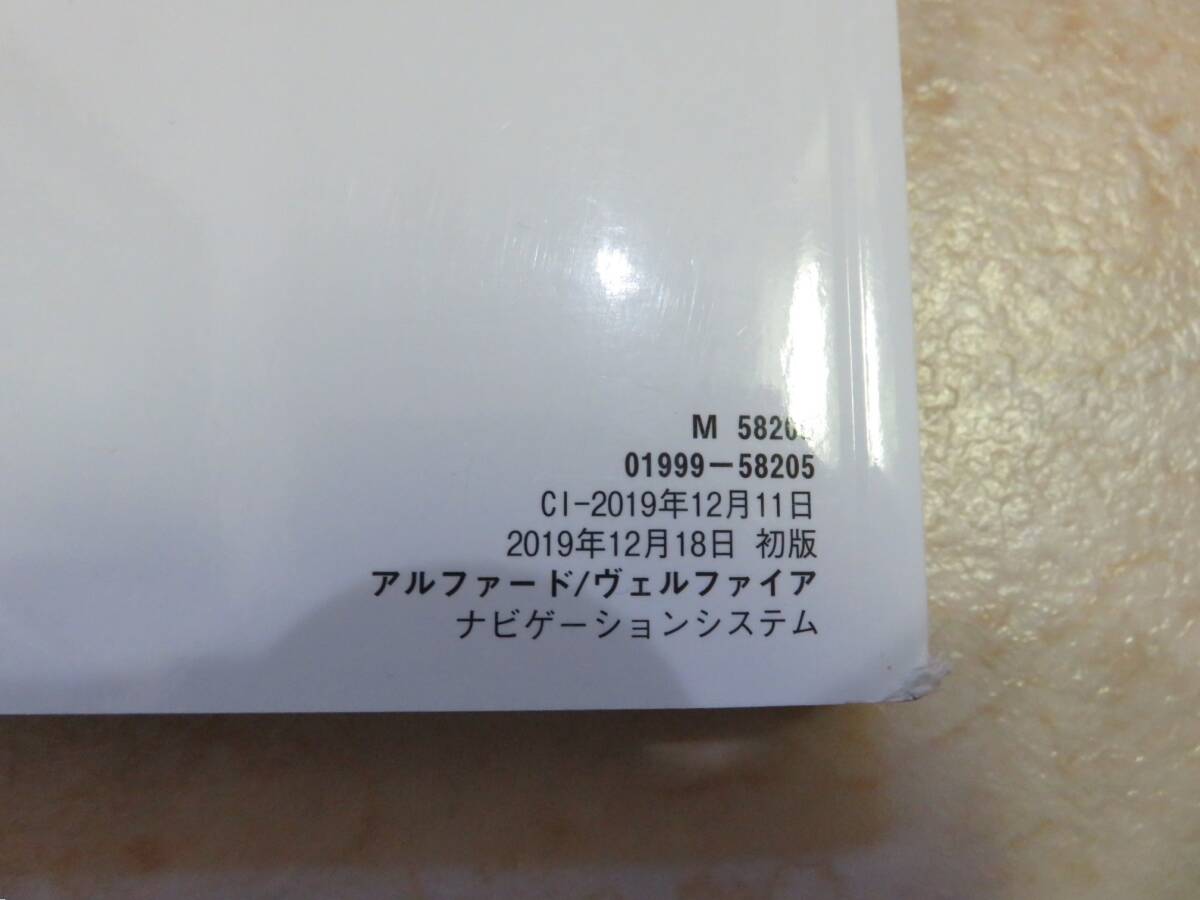 M
01999-58205
CI-2019年12月11日
2019年12月18日 初版
アルファード/ヴェルファイア
ナビゲーションシステム